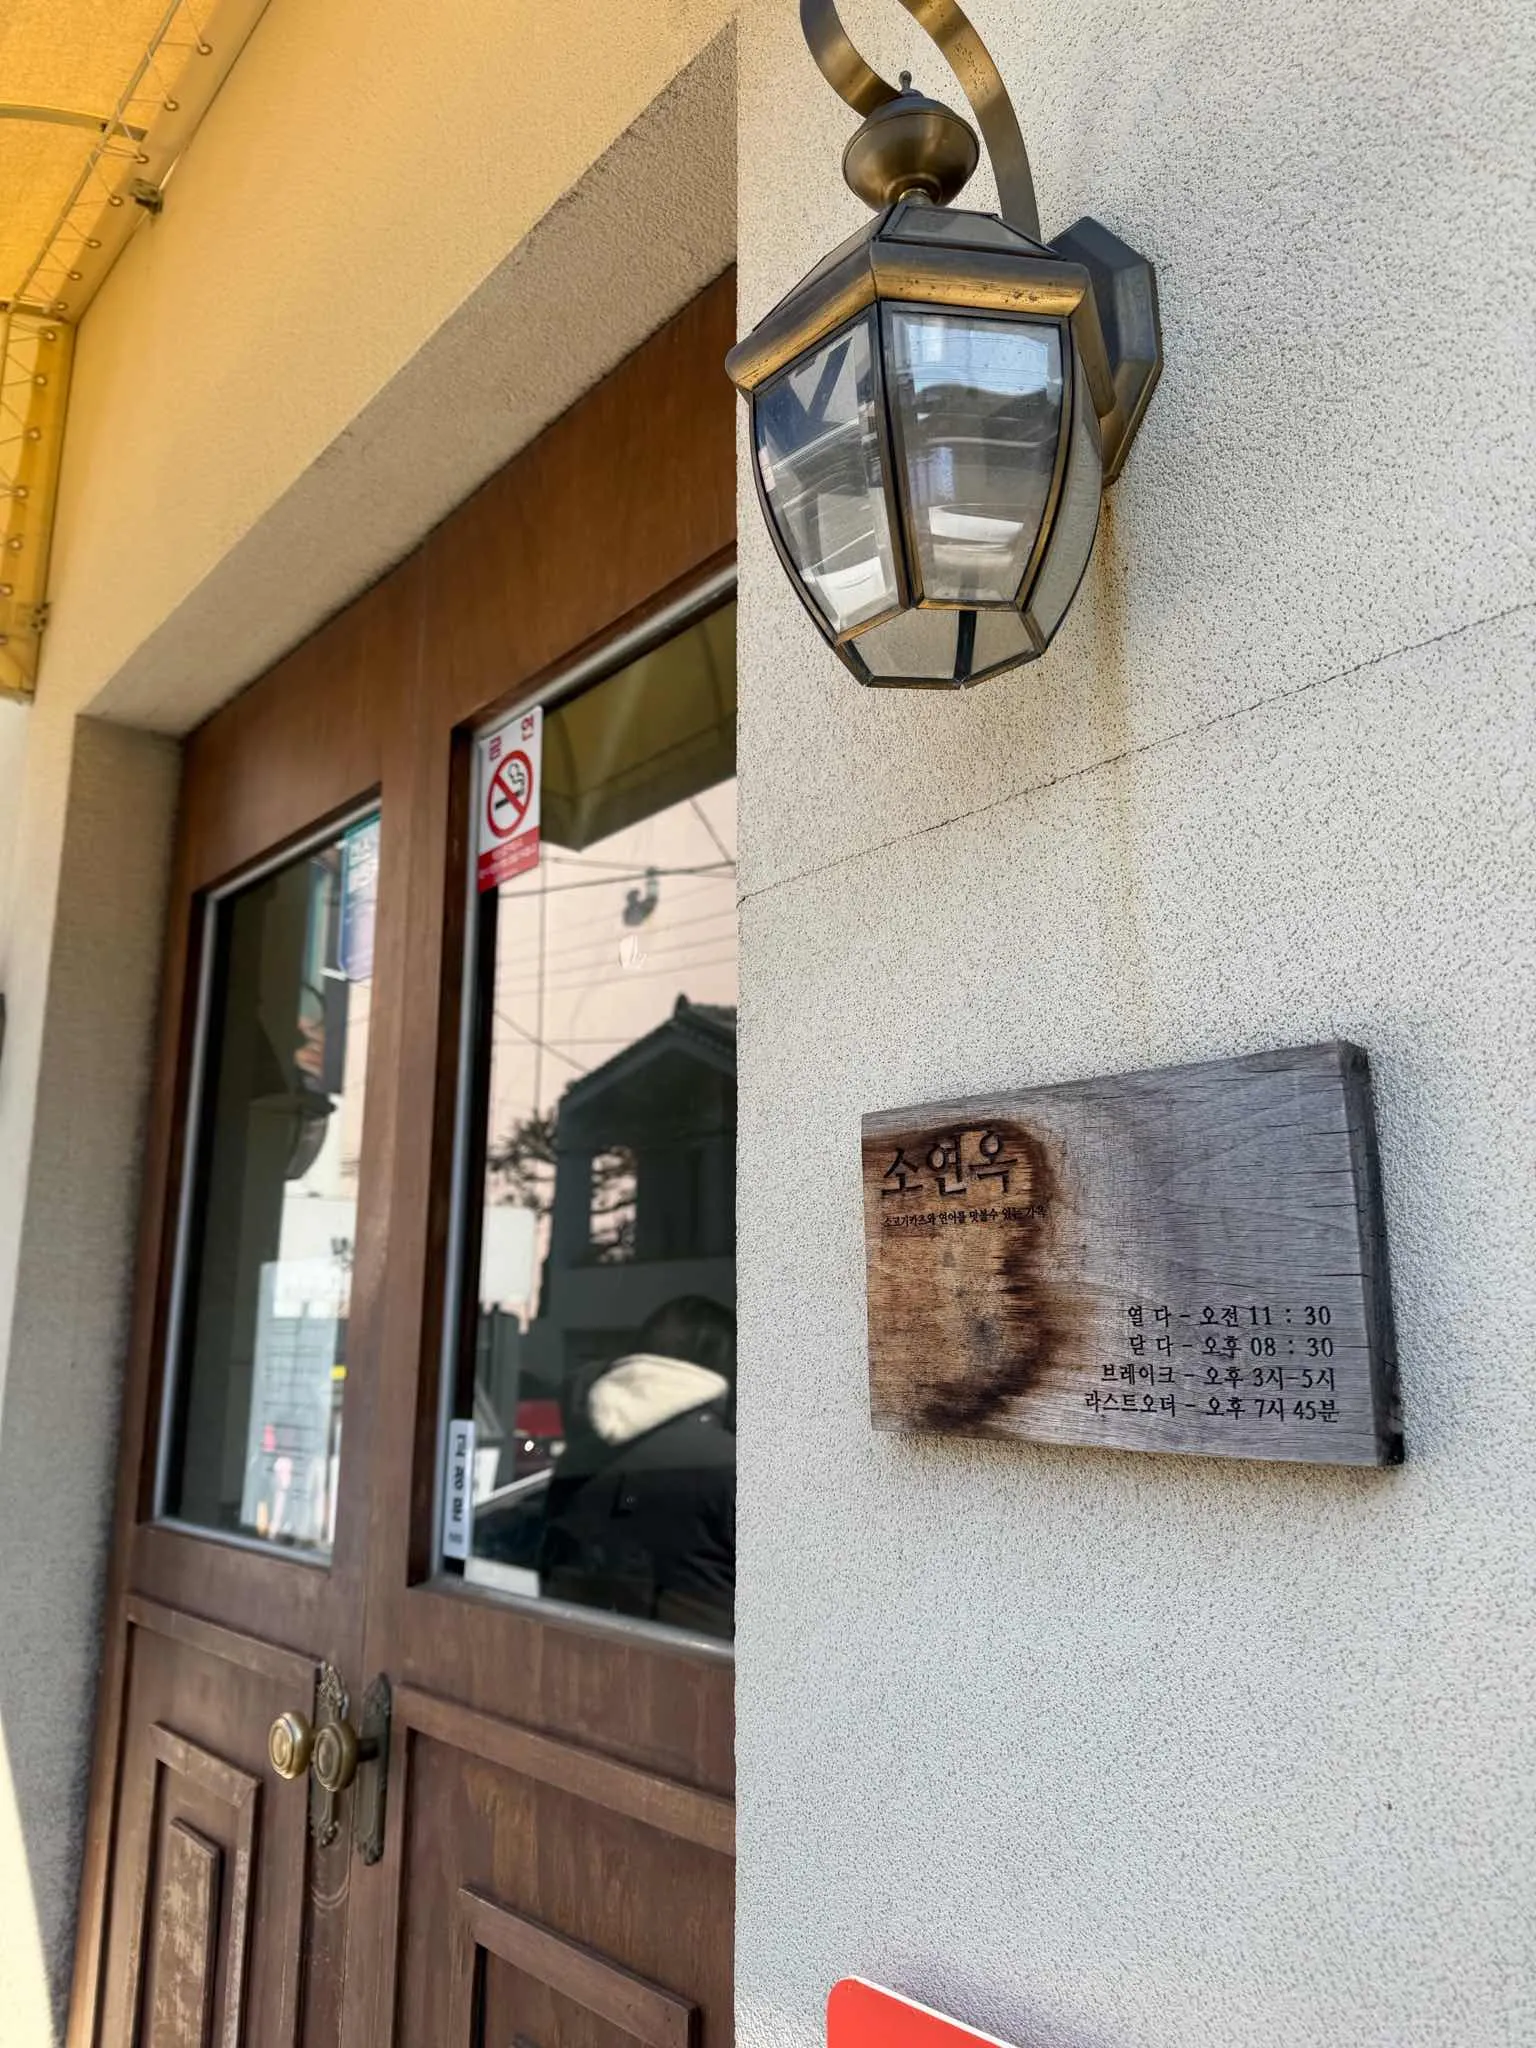 금 연
소연옥
소고기카츠와 연어를 맛볼수 있는 가옥
열 다 - 오전 11 : 30
닫 다 - 오후 08 : 30
브레이크 - 오후 3시-5시
라스트오더 - 오후 7시 45분